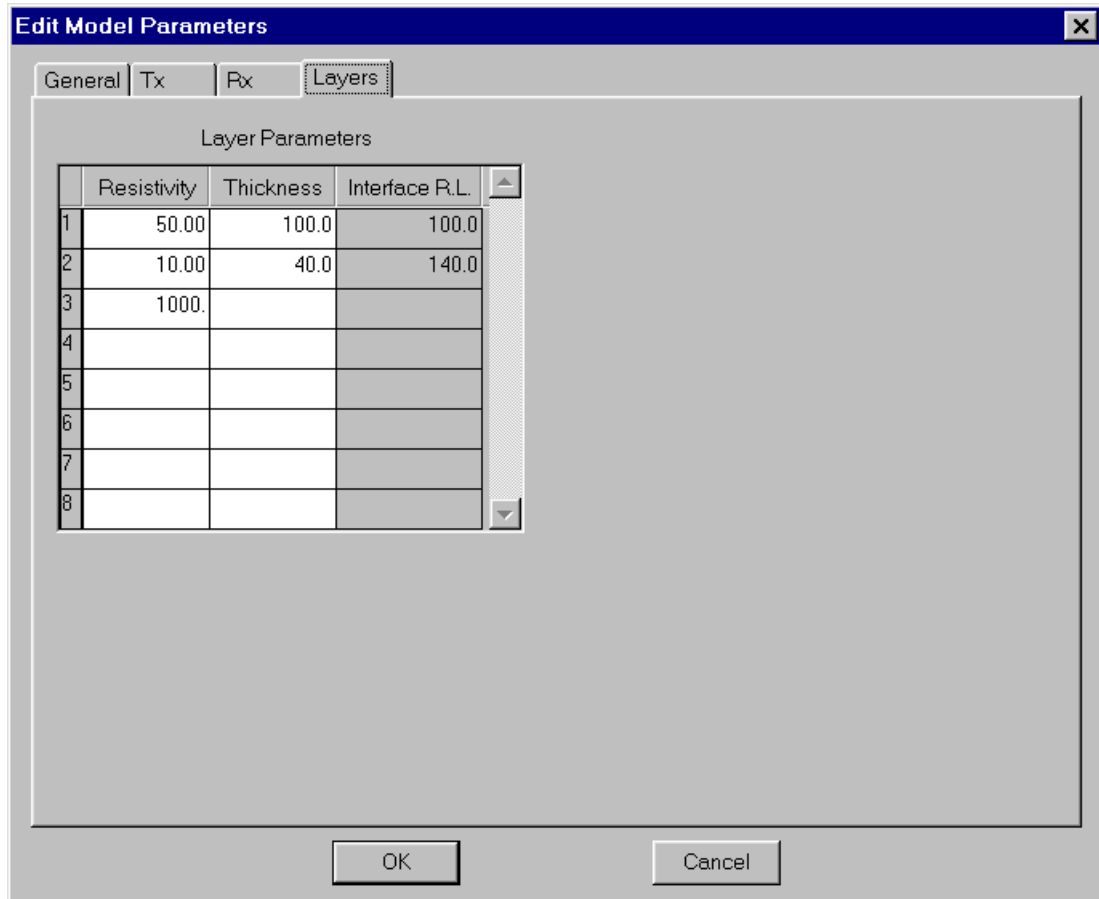 Edit Model Parameters
General Tx Rx Layers
Layer Parameters
Resistivity Thickness Interface R.L.
1 50.00 100.0 100.0
2 10.00 40.0 140.0
3 1000.
4
5
6
7
8
OK Cancel